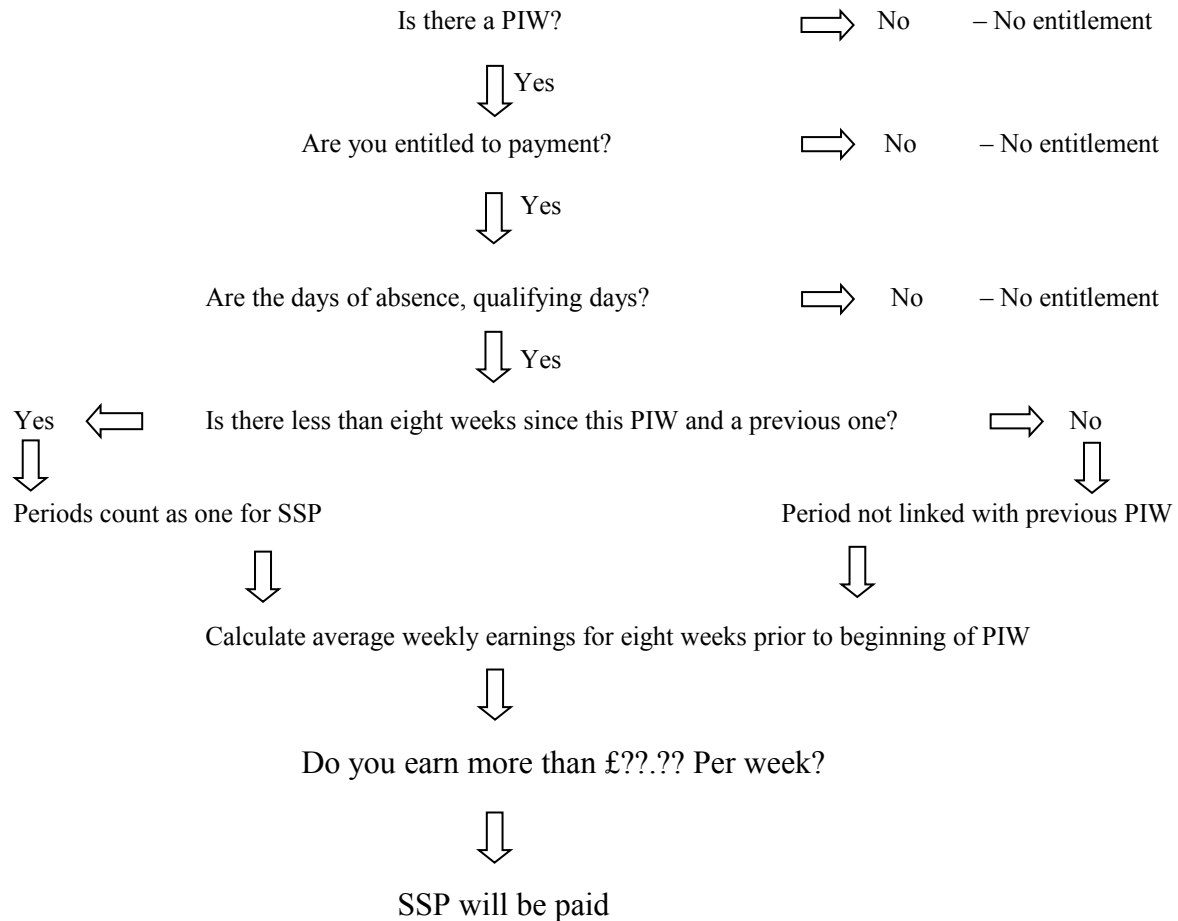 Is there a PIW? No – No entitlement
Yes
Are you entitled to payment? No – No entitlement
Yes
Are the days of absence, qualifying days? No – No entitlement
Yes
Yes Is there less than eight weeks since this PIW and a previous one? No
Periods count as one for SSP Period not linked with previous PIW
Calculate average weekly earnings for eight weeks prior to beginning of PIW
Do you earn more than £??.?? Per week?
SSP will be paid